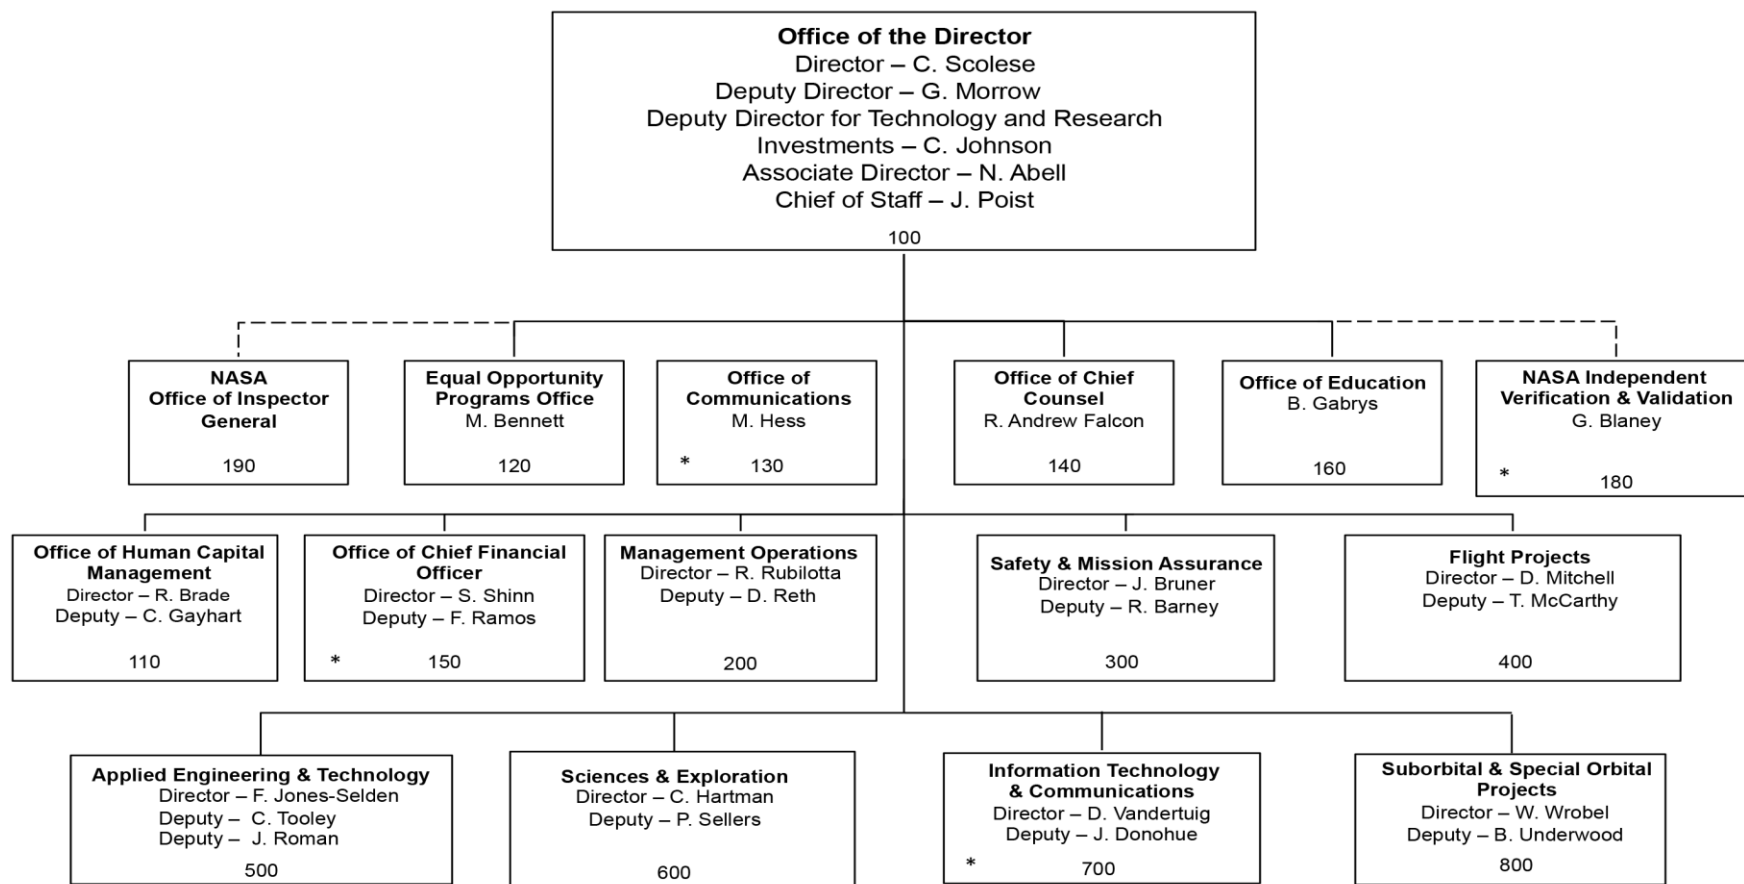 Office of the Director
Director – C. Scolese
Deputy Director – G. Morrow
Deputy Director for Technology and Research
Investments – C. Johnson
Associate Director – N. Abell
Chief of Staff – J. Poist
100
NASA
Office of Inspector
General
190
Equal Opportunity
Programs Office
M. Bennett
120
Office of
Communications
M. Hess
* 130
Office of Chief
Counsel
R. Andrew Falcon
140
Office of Education
B. Gabrys
160
NASA Independent
Verification & Validation
G. Blaney
* 180
Office of Human Capital
Management
Director – R. Brade
Deputy – C. Gayhart
110
Office of Chief Financial
Officer
Director – S. Shinn
Deputy – F. Ramos
* 150
Management Operations
Director – R. Rubilotta
Deputy – D. Reth
200
Safety & Mission Assurance
Director – J. Bruner
Deputy – R. Barney
300
Flight Projects
Director – D. Mitchell
Deputy – T. McCarthy
400
Applied Engineering & Technology
Director – F. Jones-Selden
Deputy – C. Tooley
Deputy – J. Roman
500
Sciences & Exploration
Director – C. Hartman
Deputy – P. Sellers
600
Information Technology
& Communications
Director – D. Vandertuig
Deputy – J. Donohue
* 700
Suborbital & Special Orbital
Projects
Director – W. Wrobel
Deputy – B. Underwood
800